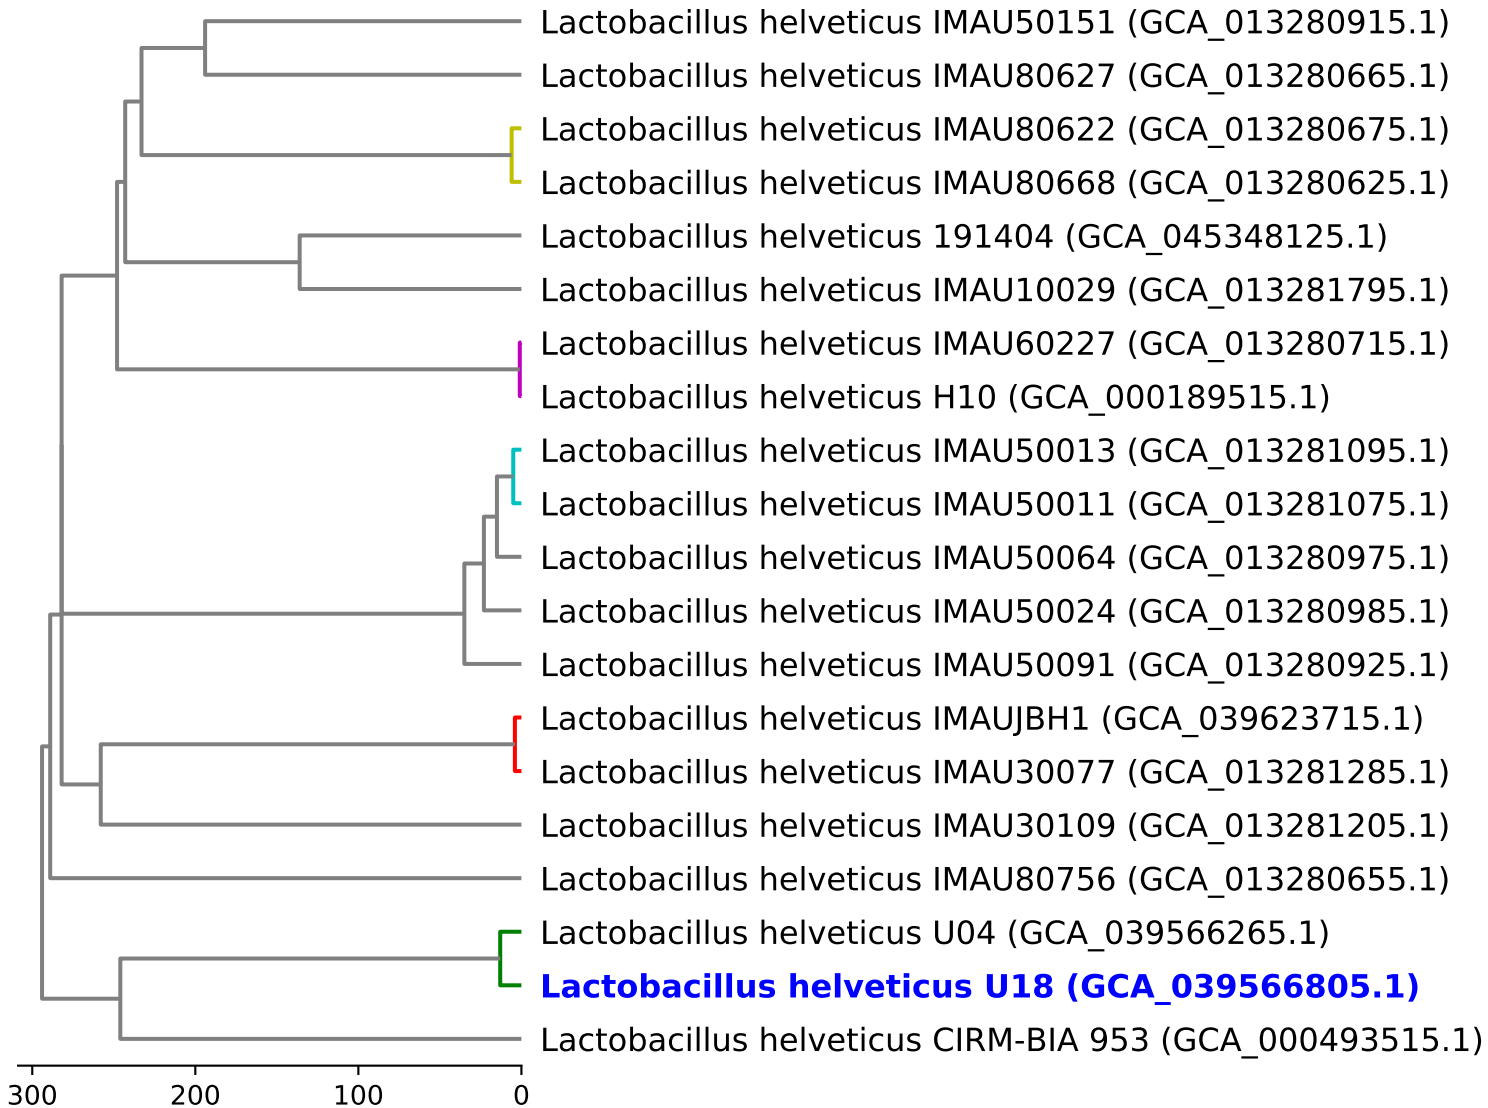 Lactobacillus helveticus IMAU50151 (GCA_013280915.1)
Lactobacillus helveticus IMAU80627 (GCA_013280665.1)
Lactobacillus helveticus IMAU80622 (GCA_013280675.1)
Lactobacillus helveticus IMAU80668 (GCA_013280625.1)
Lactobacillus helveticus 191404 (GCA_045348125.1)
Lactobacillus helveticus IMAU10029 (GCA_013281795.1)
Lactobacillus helveticus IMAU60227 (GCA_013280715.1)
Lactobacillus helveticus H10 (GCA_000189515.1)
Lactobacillus helveticus IMAU50013 (GCA_013281095.1)
Lactobacillus helveticus IMAU50011 (GCA_013281075.1)
Lactobacillus helveticus IMAU50064 (GCA_013280975.1)
Lactobacillus helveticus IMAU50024 (GCA_013280985.1)
Lactobacillus helveticus IMAU50091 (GCA_013280925.1)
Lactobacillus helveticus IMAUJBH1 (GCA_039623715.1)
Lactobacillus helveticus IMAU30077 (GCA_013281285.1)
Lactobacillus helveticus IMAU30109 (GCA_013281205.1)
Lactobacillus helveticus IMAU80756 (GCA_013280655.1)
Lactobacillus helveticus U04 (GCA_039566265.1)
Lactobacillus helveticus U18 (GCA_039566805.1)
Lactobacillus helveticus CIRM-BIA 953 (GCA_000493515.1)
300 200 100 0